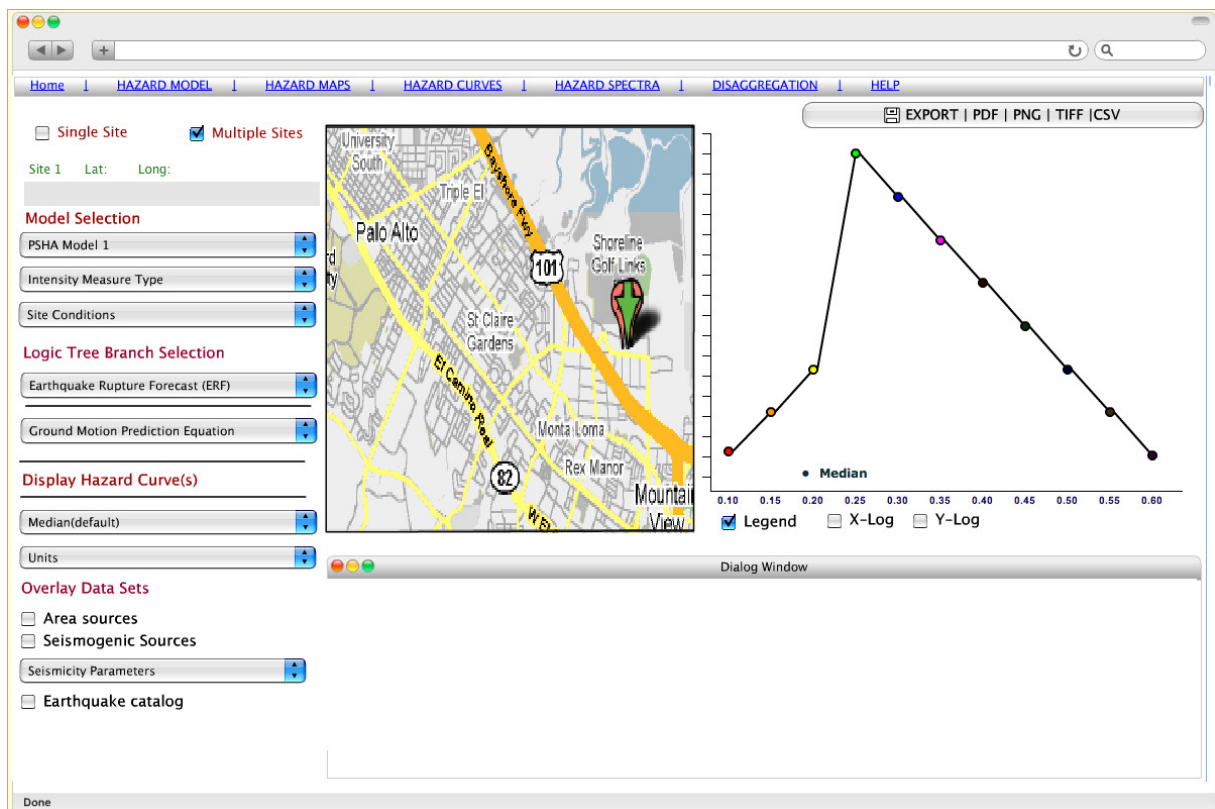 Home | HAZARD MODEL | HAZARD MAPS | HAZARD CURVES | HAZARD SPECTRA | DISAGGREGATION | HELP
EXPORT | PDF | PNG | TIFF |CSV
Single Site
Multiple Sites
Site 1 Lat: Long:
Model Selection
PSHA Model 1
Intensity Measure Type
Site Conditions
Logic Tree Branch Selection
Earthquake Rupture Forecast (ERF)
Ground Motion Prediction Equation
Display Hazard Curve(s)
Median(default)
Units
Overlay Data Sets
Area sources
Seismogenic Sources
Seismicity Parameters
Earthquake catalog
University
South
Bayshore Fwy
Triple El
Palo Alto
101
Shoreline
Golf Links
St Claire
Gardens
El Camino Real
Monta Loma
Rex Manor
82
Mountai
View
W El
Median
0.10 0.15 0.20 0.25 0.30 0.35 0.40 0.45 0.50 0.55 0.60
Legend
X-Log
Y-Log
Dialog Window
Done